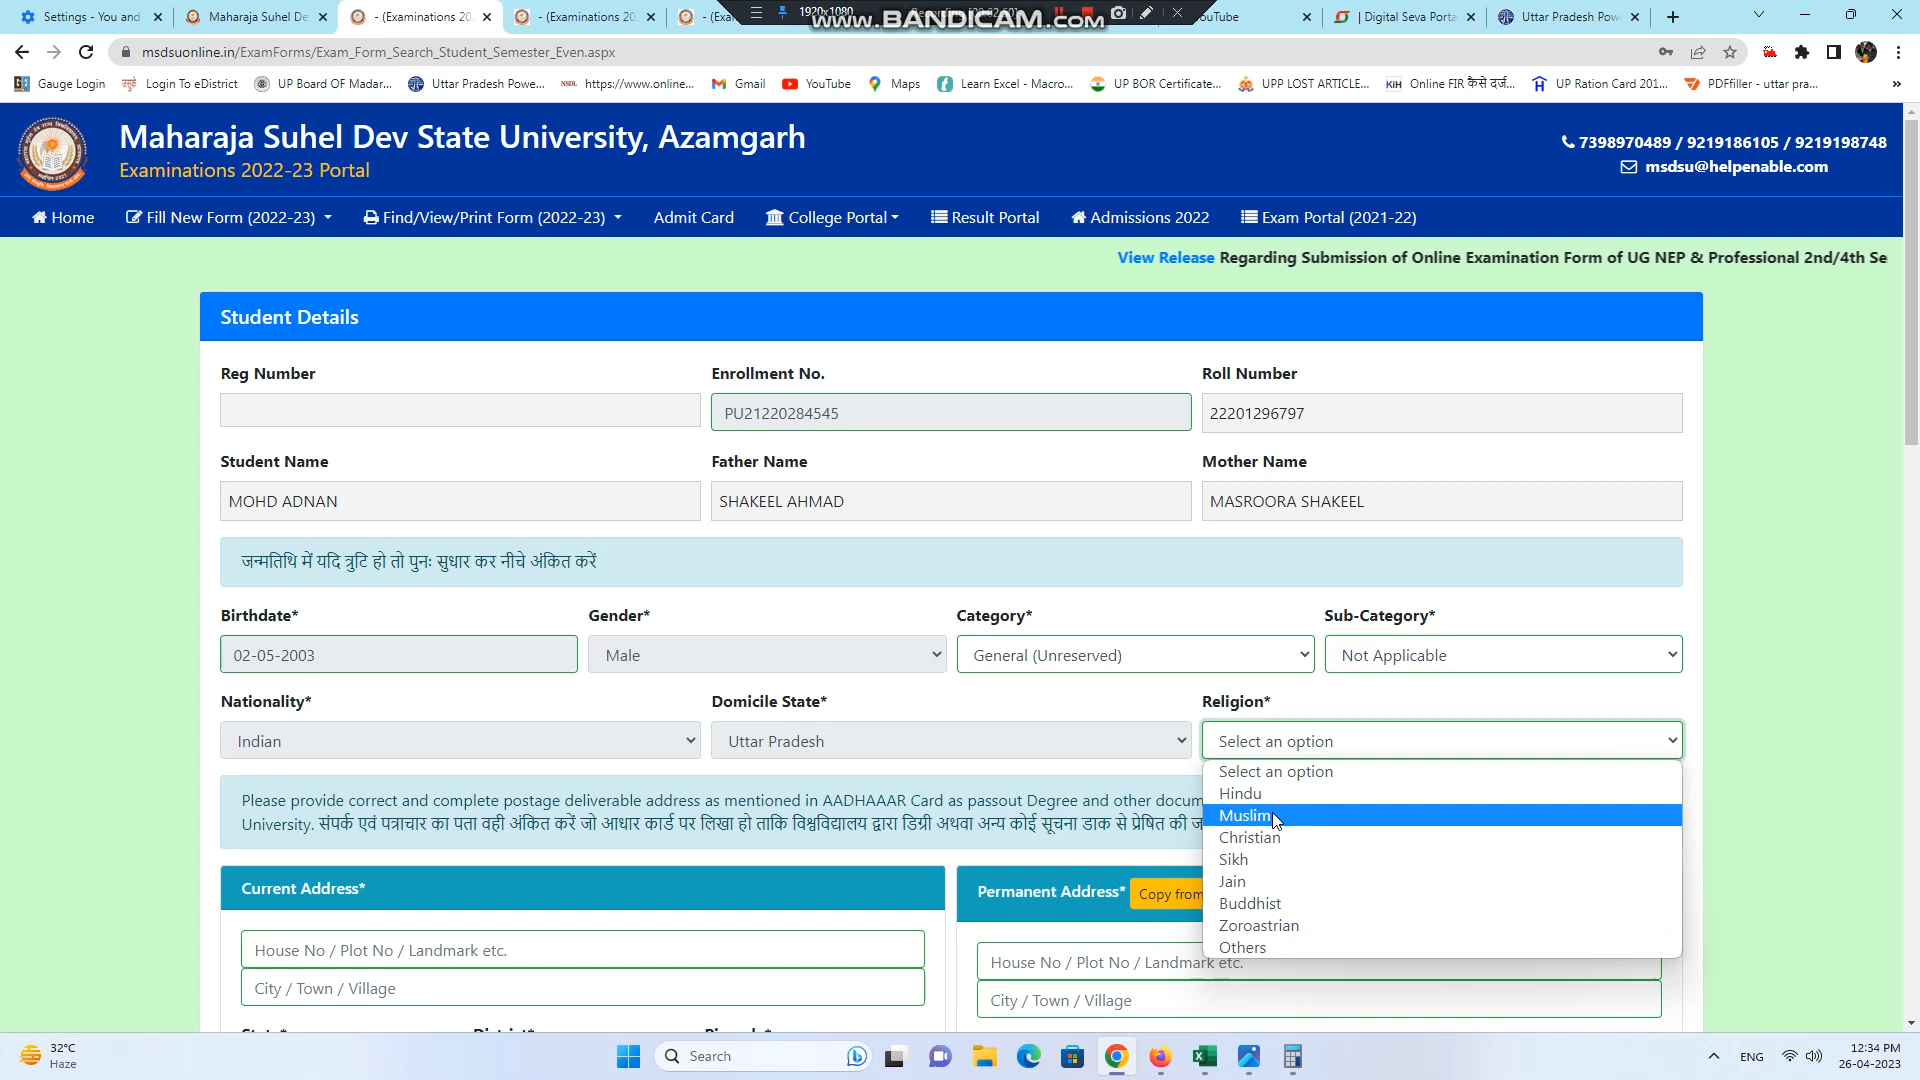 Settings - You and
Maharaja Suhel De
- (Examinations 20
- (Examinations 20
- (Exa
1920x1080
www.BANDICAM.com
YouTube
| Digital Seva Porta
Uttar Pradesh Pow
msdsuonline.in/ExamForms/Exam_Form_Search_Student_Semester_Even.aspx
Gauge Login
Login To eDistrict
UP Board OF Madar...
Uttar Pradesh Powe...
https://www.online...
Gmail
YouTube
Maps
Learn Excel - Macro...
UP BOR Certificate...
UPP LOST ARTICLE...
Online FIR कैसे दर्ज...
UP Ration Card 201...
PDFfiller - uttar pra...
Maharaja Suhel Dev State University, Azamgarh
Examinations 2022-23 Portal
7398970489 / 9219186105 / 9219198748
msdsu@helpenable.com
Home
Fill New Form (2022-23)
Find/View/Print Form (2022-23)
Admit Card
College Portal
Result Portal
Admissions 2022
Exam Portal (2021-22)
View Release Regarding Submission of Online Examination Form of UG NEP & Professional 2nd/4th Se
Student Details
Reg Number
Enrollment No.
Roll Number
PU21220284545
22201296797
Student Name
Father Name
Mother Name
MOHD ADNAN
SHAKEEL AHMAD
MASROORA SHAKEEL
जन्मतिथि में यदि त्रुटि हो तो पुनः सुधार कर नीचे अंकित करें
Birthdate*
Gender*
Category*
Sub-Category*
02-05-2003
Male
General (Unreserved)
Not Applicable
Nationality*
Domicile State*
Religion*
Indian
Uttar Pradesh
Select an option
Select an option
Hindu
Muslim
Christian
Sikh
Jain
Buddhist
Zoroastrian
Others
Please provide correct and complete postage deliverable address as mentioned in AADHAAAR Card as passout Degree and other docum
University. संपर्क एवं पत्राचार का पता वही अंकित करें जो आधार कार्ड पर लिखा हो ताकि विश्वविद्यालय द्वारा डिग्री अथवा अन्य कोई सूचना डाक से प्रेषित की ज
Current Address*
Permanent Address*
Copy from
House No / Plot No / Landmark etc.
City / Town / Village
House No / Plot No / Landmark etc.
City / Town / Village
32°C
Haze
Search
ENG
12:34 PM
26-04-2023